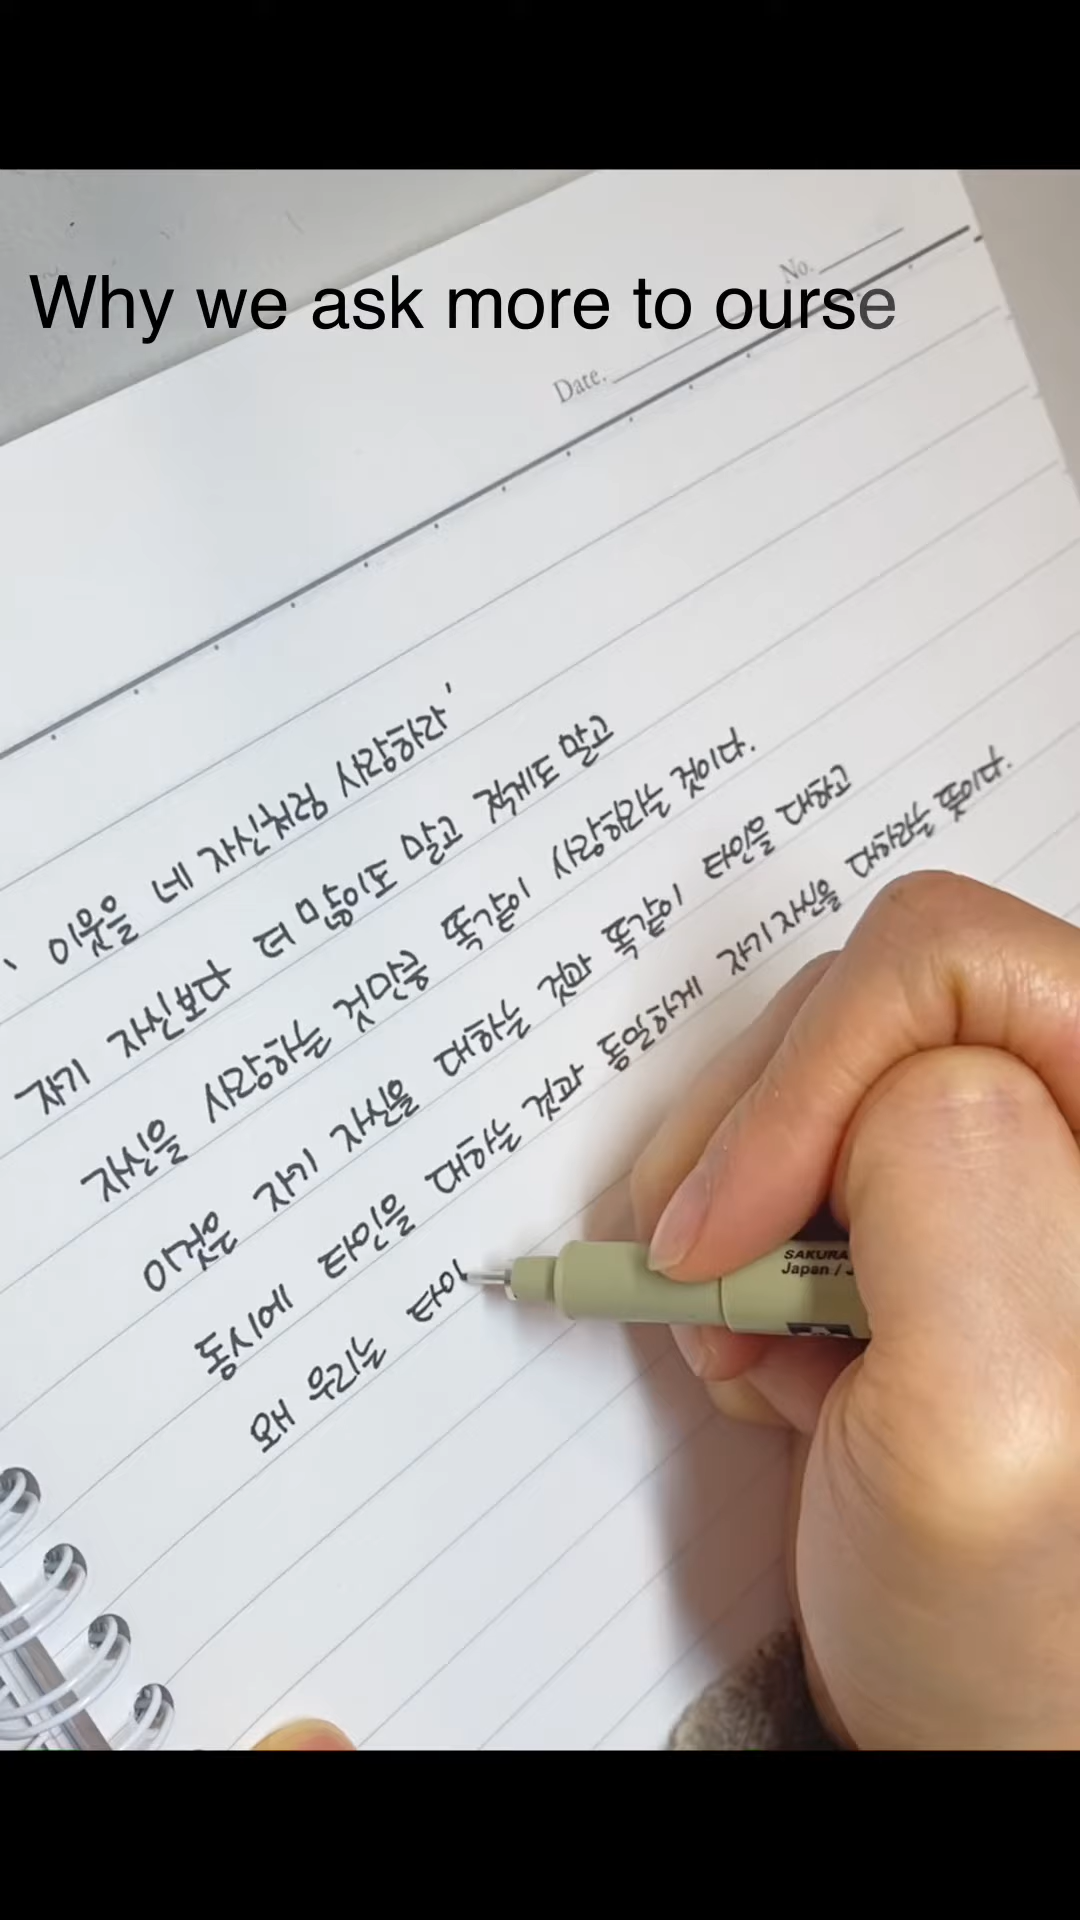 Why we ask more to ourse
No.
Date.
' 이웃을 네 자신처럼 사랑하라'
자기 자신보다 더 많이도 말고 적게도 말고
자신을 사랑하는 것만큼 똑같이 사랑하라는 것이다.
이것은 자기 자신을 대하는 것과 똑같이 타인을 대하고
동시에 타인을 대하는 것과 동일하게 자기 자신을 대하라는 뜻이다.
왜 우리는 타이
SAKURA
Japan /